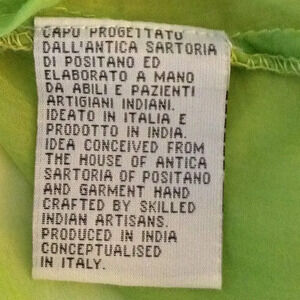 CAPO PROGETTATO
DALL'ANTICA SARTORIA
DI POSITANO ED
ELABORATO A MANO
DA ABILI E PAZIENTI
ARTIGIANI INDIANI.
IDEATO IN ITALIA E
PRODOTTO IN INDIA.
IDEA CONCEIVED FROM
THE HOUSE OF ANTICA
SARTORIA OF POSITANO
AND GARMENT HAND
CRAFTED BY SKILLED
INDIAN ARTISANS.
PRODUCED IN INDIA
CONCEPTUALISED
IN ITALY.